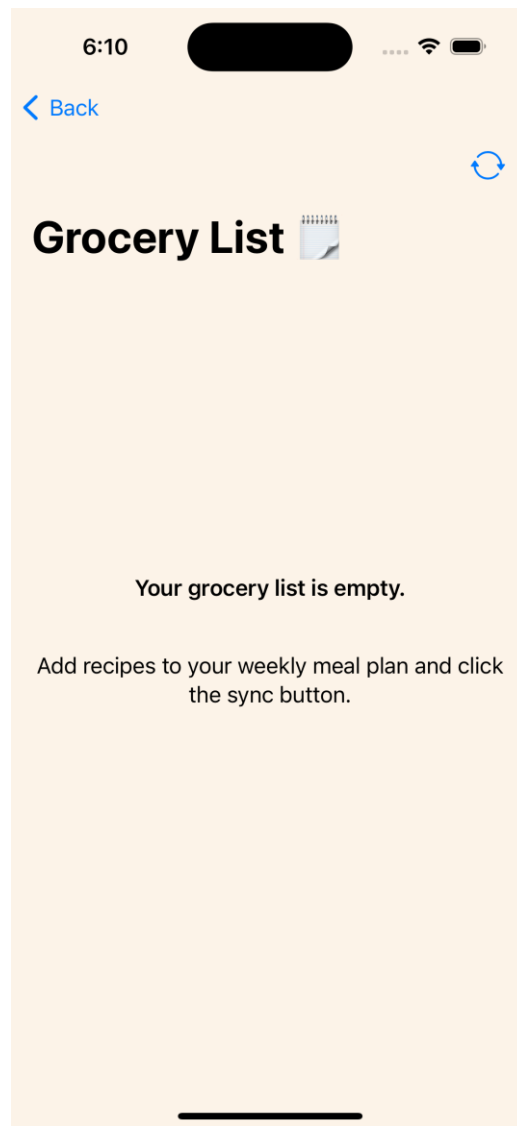 6:10
Back
Grocery List
Your grocery list is empty.
Add recipes to your weekly meal plan and click
the sync button.